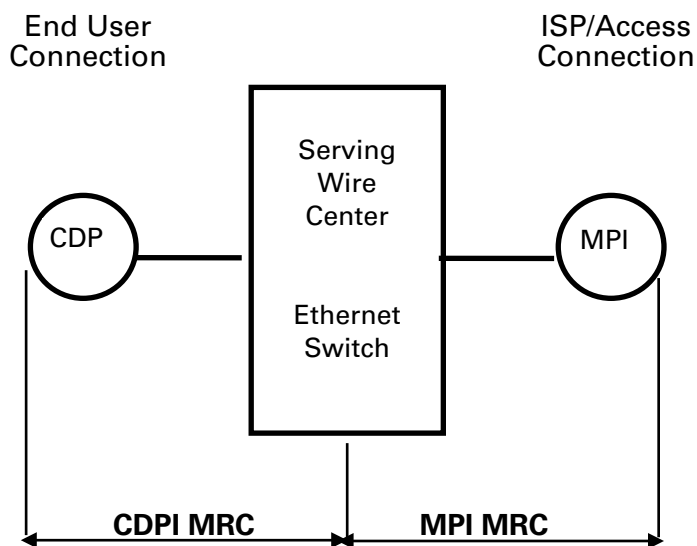 End User
Connection
ISP/Access
Connection
Serving
Wire
Center
CDP
MPI
Ethernet
Switch
CDPI MRC
MPI MRC